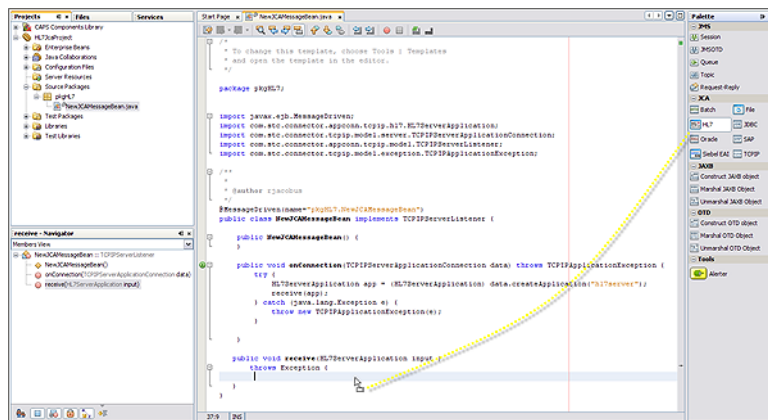 Projects
Files
Services
CAPS Components Library
HL7JcaProject
Enterprise Beans
Java Collaborations
Configuration Files
Server Resources
Source Packages
pkgHL7
NewJCAMessageBean.java
Test Packages
Libraries
Test Libraries
receive - Navigator
Members View
NewJCAMessageBean :: TCPIPServerListener
NewJCAMessageBean()
onConnection(TCPIPServerApplicationConnection data)
receive(HL7ServerApplication input)
Start Page
NewJCAMessageBean.java
/*
* To change this template, choose Tools | Templates
* and open the template in the editor.
*/
package pkgHL7;
import javax.ejb.MessageDriven;
import com.stc.connector.appconn.tcpip.hl7.HL7ServerApplication;
import com.stc.connector.tcpip.model.server.TCPIPServerApplicationConnection;
import com.stc.connector.tcpip.model.TCPIPServerListener;
import com.stc.connector.tcpip.model.exception.TCPIPApplicationException;
/**
*
* @author rjacobus
*/
@MessageDriven(name="pkgHL7.NewJCAMessageBean")
public class NewJCAMessageBean implements TCPIPServerListener {
public NewJCAMessageBean() {
}
public void onConnection(TCPIPServerApplicationConnection data) throws TCPIPApplicationException {
try {
HL7ServerApplication app = (HL7ServerApplication) data.createApplication("hl7server");
receive(app);
} catch (java.lang.Exception e) {
throw new TCPIPApplicationException(e);
}
}
public void receive(HL7ServerApplication input )
throws Exception {
}
}
37:9
INS
Palette
JMS
Session
JMSOTD
Queue
Topic
Request-Reply
JCA
Batch
File
HL7
JDBC
Oracle
SAP
Siebel EAI
TCPIP
JAXB
Construct JAXB object
Marshal JAXB Object
Unmarshal JAXB Object
OTD
Construct OTD object
Marshal OTD Object
Unmarshal OTD Object
Tools
Alerter